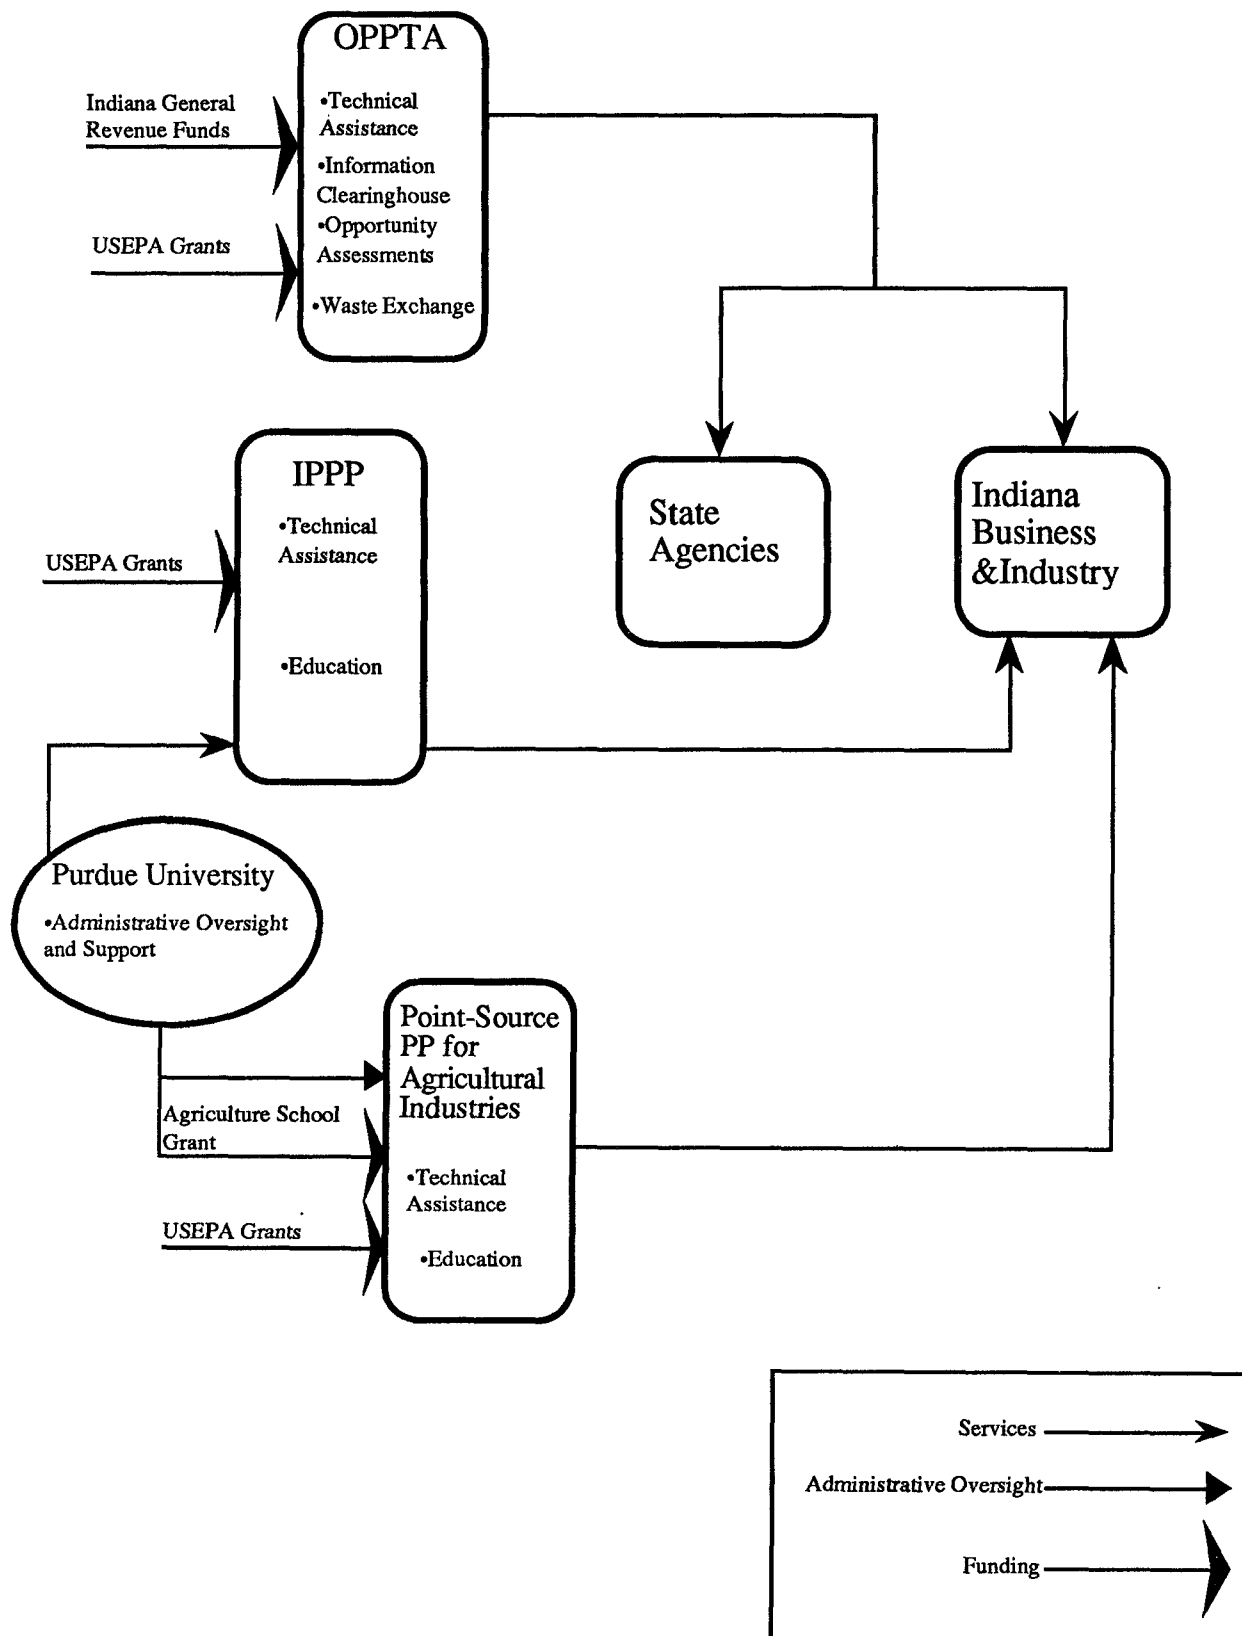 OPPTA
Indiana General
Revenue Funds
USEPA Grants
•Technical
Assistance
•Information
Clearinghouse
•Opportunity
Assessments
•Waste Exchange
IPPP
•Technical
Assistance
•Education
USEPA Grants
State
Agencies
Indiana
Business
&Industry
Purdue University
•Administrative Oversight
and Support
Point-Source
PP for
Agricultural
Industries
•Technical
Assistance
•Education
Agriculture School
Grant
USEPA Grants
Services
Administrative Oversight
Funding